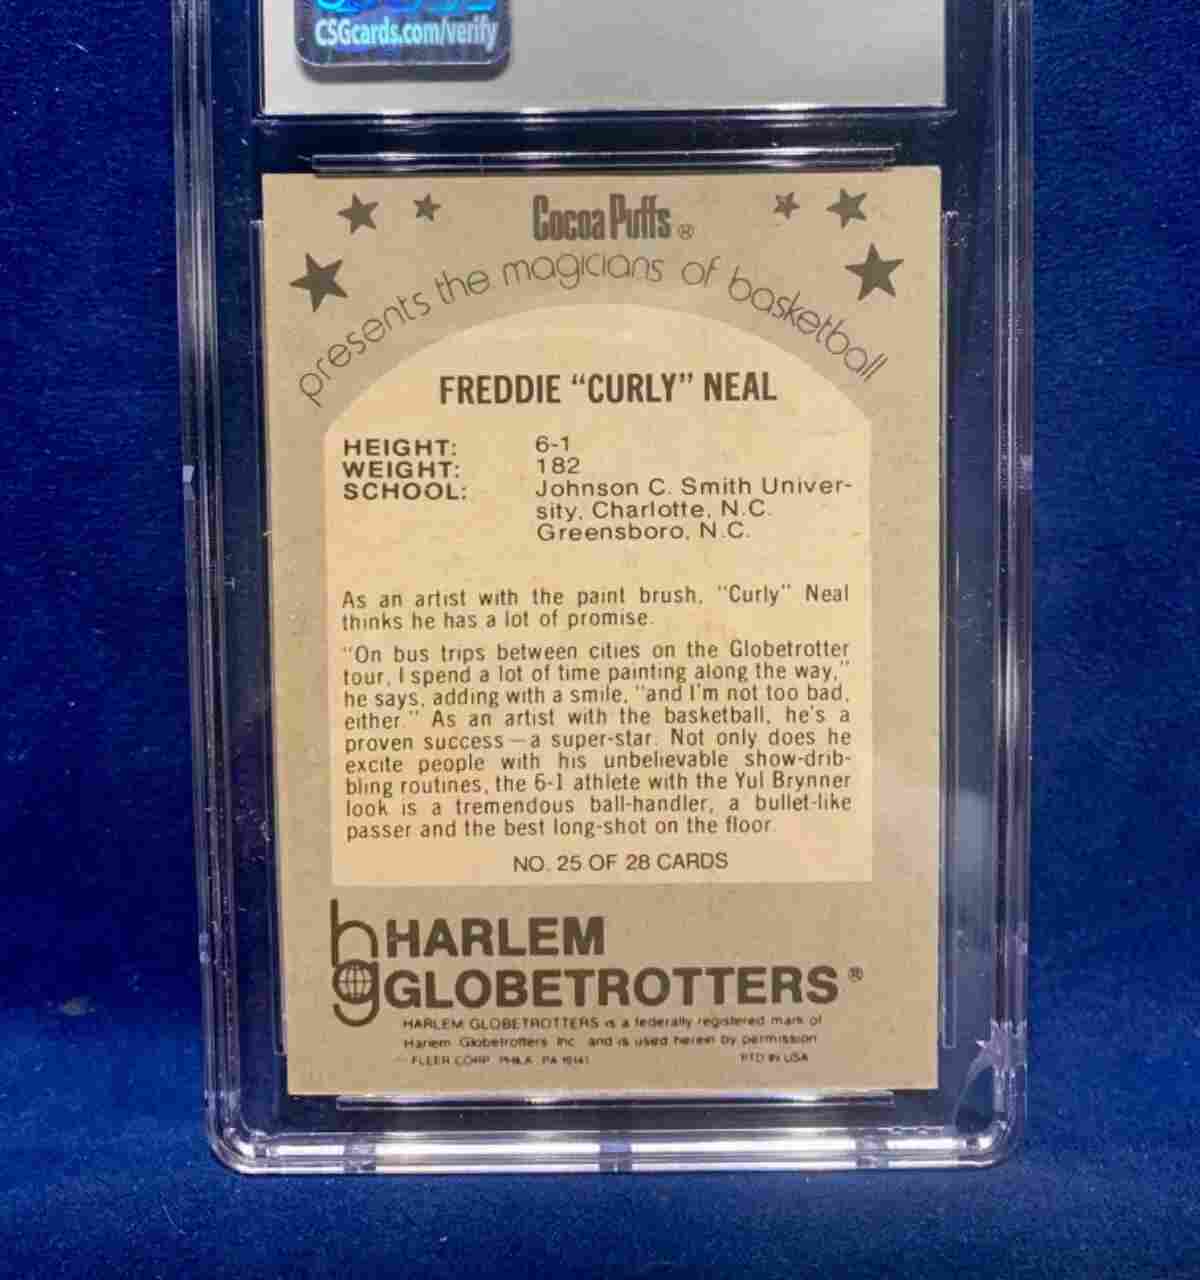 CSGcards.com/verify
Cocoa Puffs ®
presents the magicians of basketball
FREDDIE “CURLY” NEAL
HEIGHT: 6-1
WEIGHT: 182
SCHOOL: Johnson C. Smith Univer-
sity, Charlotte, N.C.
Greensboro, N.C.
As an artist with the paint brush, “Curly” Neal
thinks he has a lot of promise.
“On bus trips between cities on the Globetrotter
tour, I spend a lot of time painting along the way,”
he says, adding with a smile, “and I'm not too bad,
either.” As an artist with the basketball, he's a
proven success — a super-star. Not only does he
excite people with his unbelievable show-drib-
bling routines, the 6-1 athlete with the Yul Brynner
look is a tremendous ball-handler, a bullet-like
passer and the best long-shot on the floor.
NO. 25 OF 28 CARDS
hg HARLEM
GLOBETROTTERS ®
HARLEM GLOBETROTTERS is a federally registered mark of
Harlem Globetrotters Inc. and is used herein by permission
FLEER CORP. PHILA. PA 19141 PTD IN USA